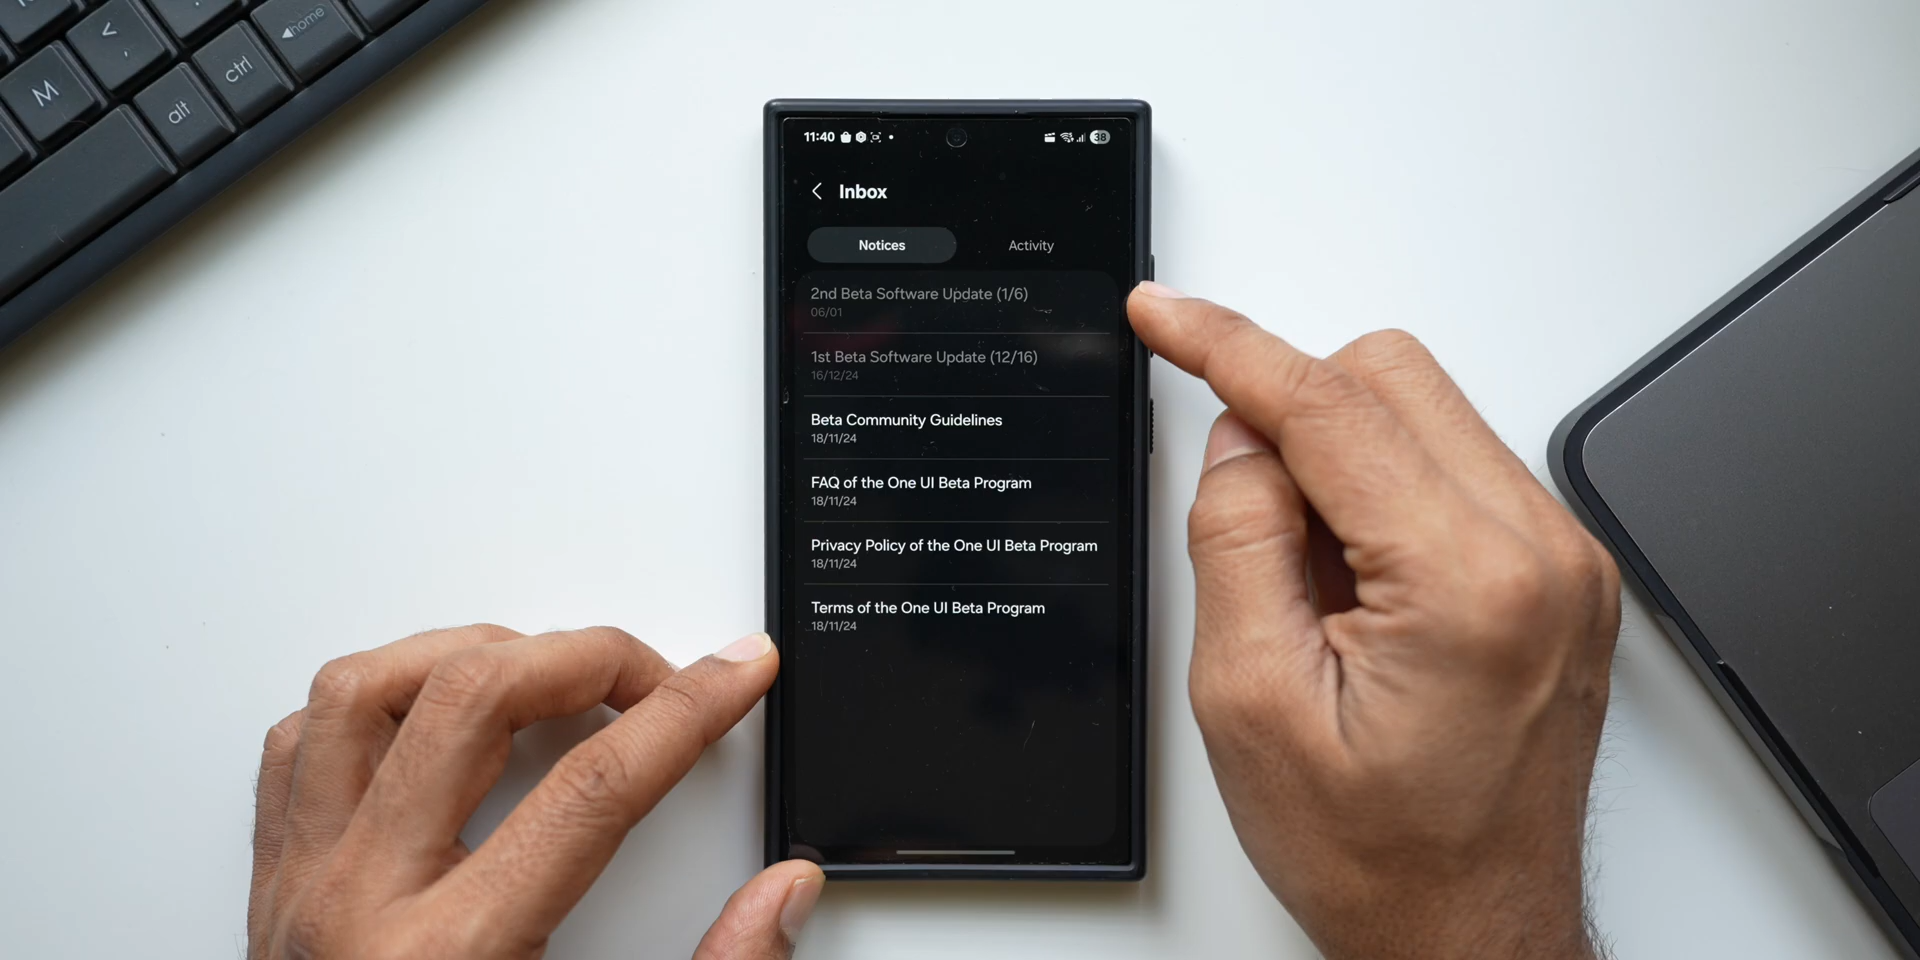 <
,
home
M
alt
ctrl
11:40
38
Inbox
Notices
Activity
2nd Beta Software Update (1/6)
06/01
1st Beta Software Update (12/16)
16/12/24
Beta Community Guidelines
18/11/24
FAQ of the One UI Beta Program
18/11/24
Privacy Policy of the One UI Beta Program
18/11/24
Terms of the One UI Beta Program
18/11/24